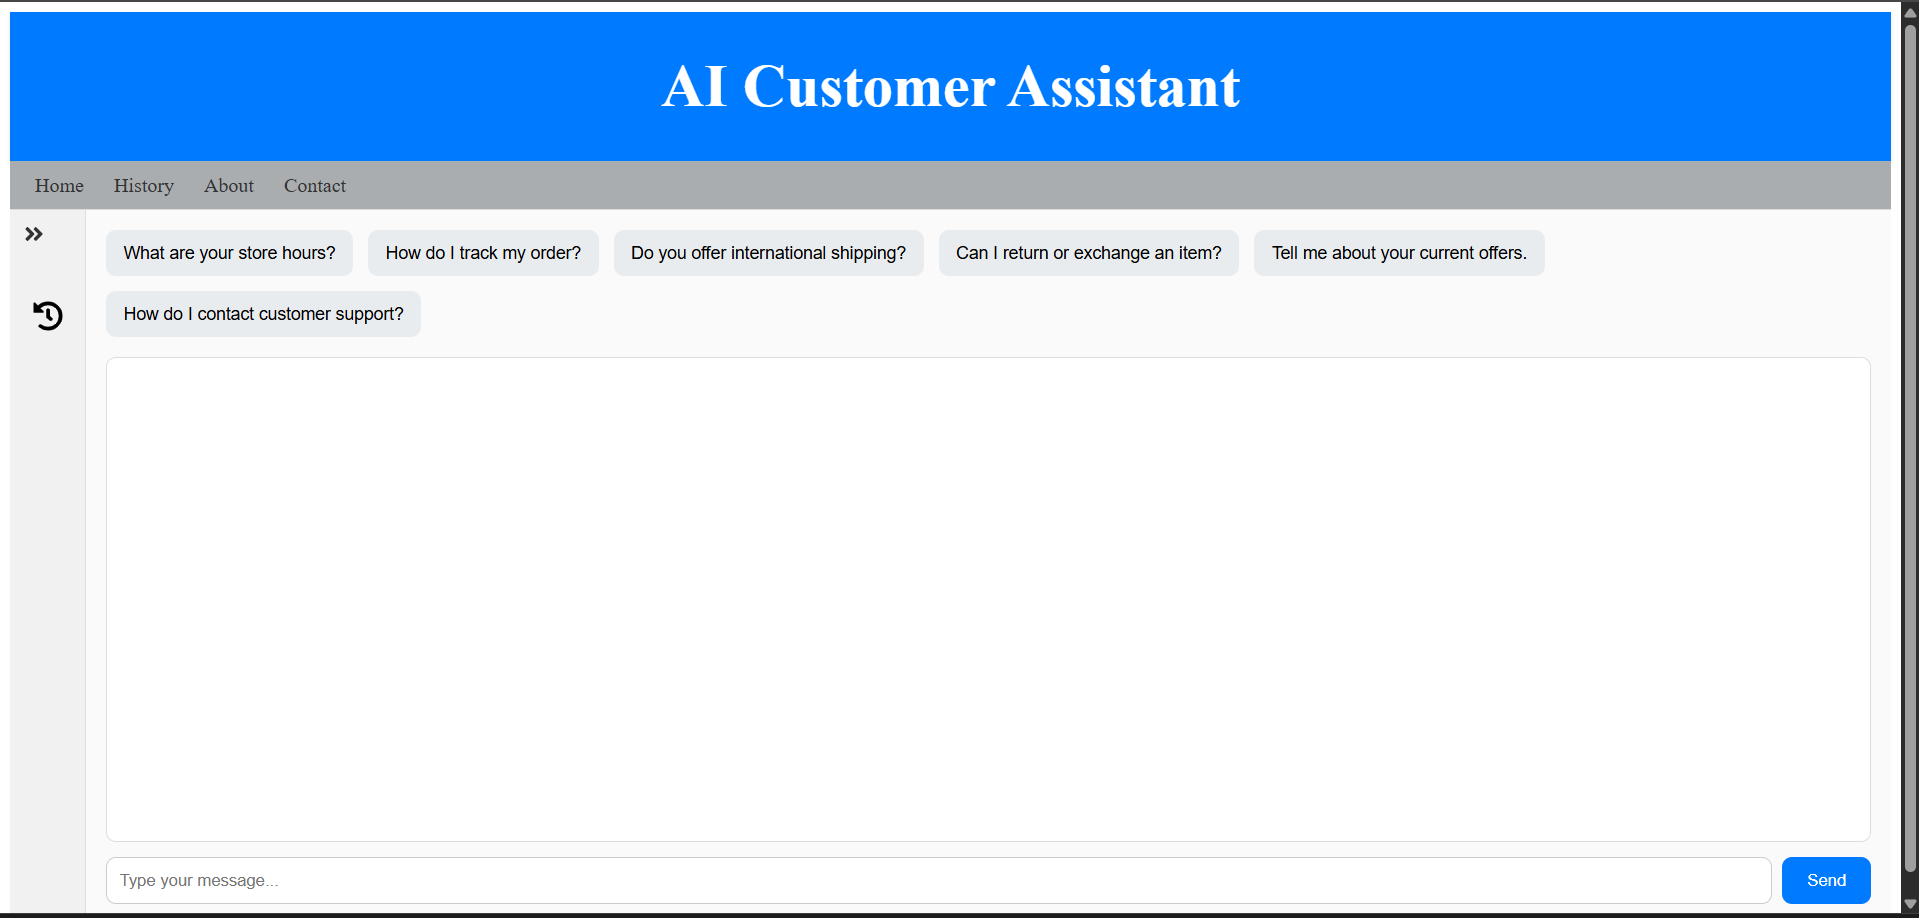 AI Customer Assistant
Home History About Contact
What are your store hours? How do I track my order? Do you offer international shipping? Can I return or exchange an item? Tell me about your current offers.
How do I contact customer support?
Type your message... Send